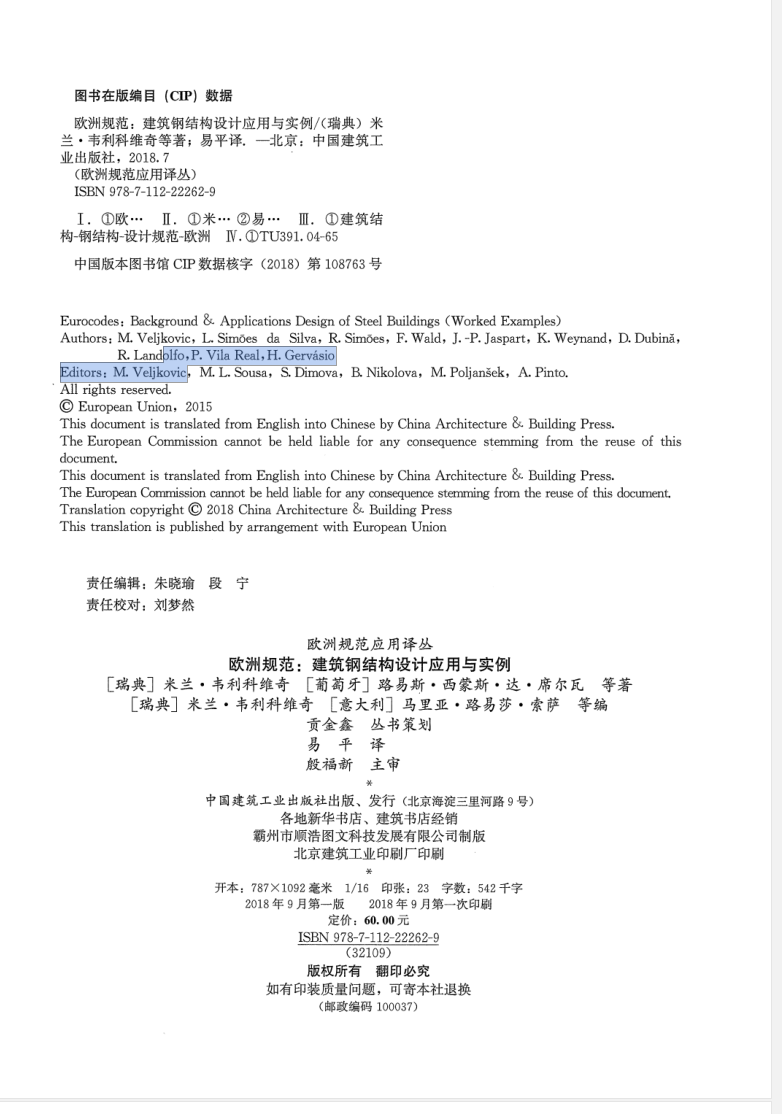 图书在版编目(CIP)数据
欧洲规范：建筑钢结构设计应用与实例/(瑞典)米
兰·韦利科维奇等著；易平译. —北京：中国建筑工
业出版社，2018.7
(欧洲规范应用译丛)
ISBN 978-7-112-22262-9
Ⅰ. ①欧… Ⅱ. ①米… ②易… Ⅲ. ①建筑结
构-钢结构-设计规范-欧洲 Ⅳ. ①TU391.04-65
中国版本图书馆 CIP 数据核字 (2018) 第 108763 号
Eurocodes: Background & Applications Design of Steel Buildings (Worked Examples)
Authors: M. Veljkovic, L. Simões da Silva, R. Simões, F. Wald, J. -P. Jaspart, K. Weynand, D. Dubină,
R. Landolfo, P. Vila Real, H. Gervásio
Editors: M. Veljkovic, M. L. Sousa, S. Dimova, B. Nikolova, M. Poljanšek, A. Pinto.
All rights reserved.
© European Union, 2015
This document is translated from English into Chinese by China Architecture & Building Press.
The European Commission cannot be held liable for any consequence stemming from the reuse of this
document.
This document is translated from English into Chinese by China Architecture & Building Press.
The European Commission cannot be held liable for any consequence stemming from the reuse of this document.
Translation copyright © 2018 China Architecture & Building Press
This translation is published by arrangement with European Union
责任编辑：朱晓瑜 段 宁
责任校对：刘梦然
欧洲规范应用译丛
欧洲规范：建筑钢结构设计应用与实例
[瑞典] 米兰·韦利科维奇 [葡萄牙] 路易斯·西蒙斯·达·席尔瓦 等著
[瑞典] 米兰·韦利科维奇 [意大利] 马里亚·路易莎·索萨 等编
贡金鑫 丛书策划
易 平 译
殷福新 主审
*
中国建筑工业出版社出版、发行 (北京海淀三里河路 9 号)
各地新华书店、建筑书店经销
霸州市顺浩图文科技发展有限公司制版
北京建筑工业印刷厂印刷
*
开本：787×1092 毫米 1/16 印张：23 字数：542 千字
2018 年 9 月第一版 2018 年 9 月第一次印刷
定价：60.00 元
ISBN 978-7-112-22262-9
(32109)
版权所有 翻印必究
如有印装质量问题，可寄本社退换
(邮政编码 100037)